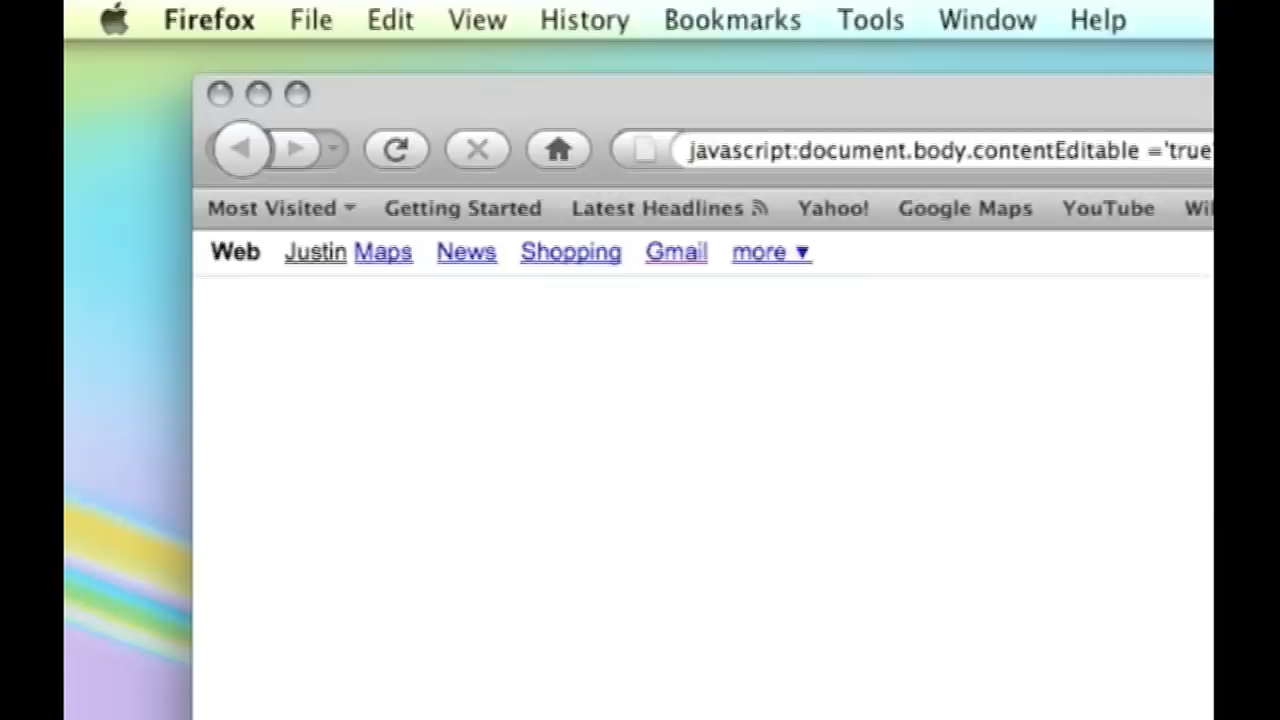 Firefox File Edit View History Bookmarks Tools Window Help
javascript:document.body.contentEditable ='true'
Most Visited Getting Started Latest Headlines Yahoo! Google Maps YouTube
Web Justin Maps News Shopping Gmail more ▼